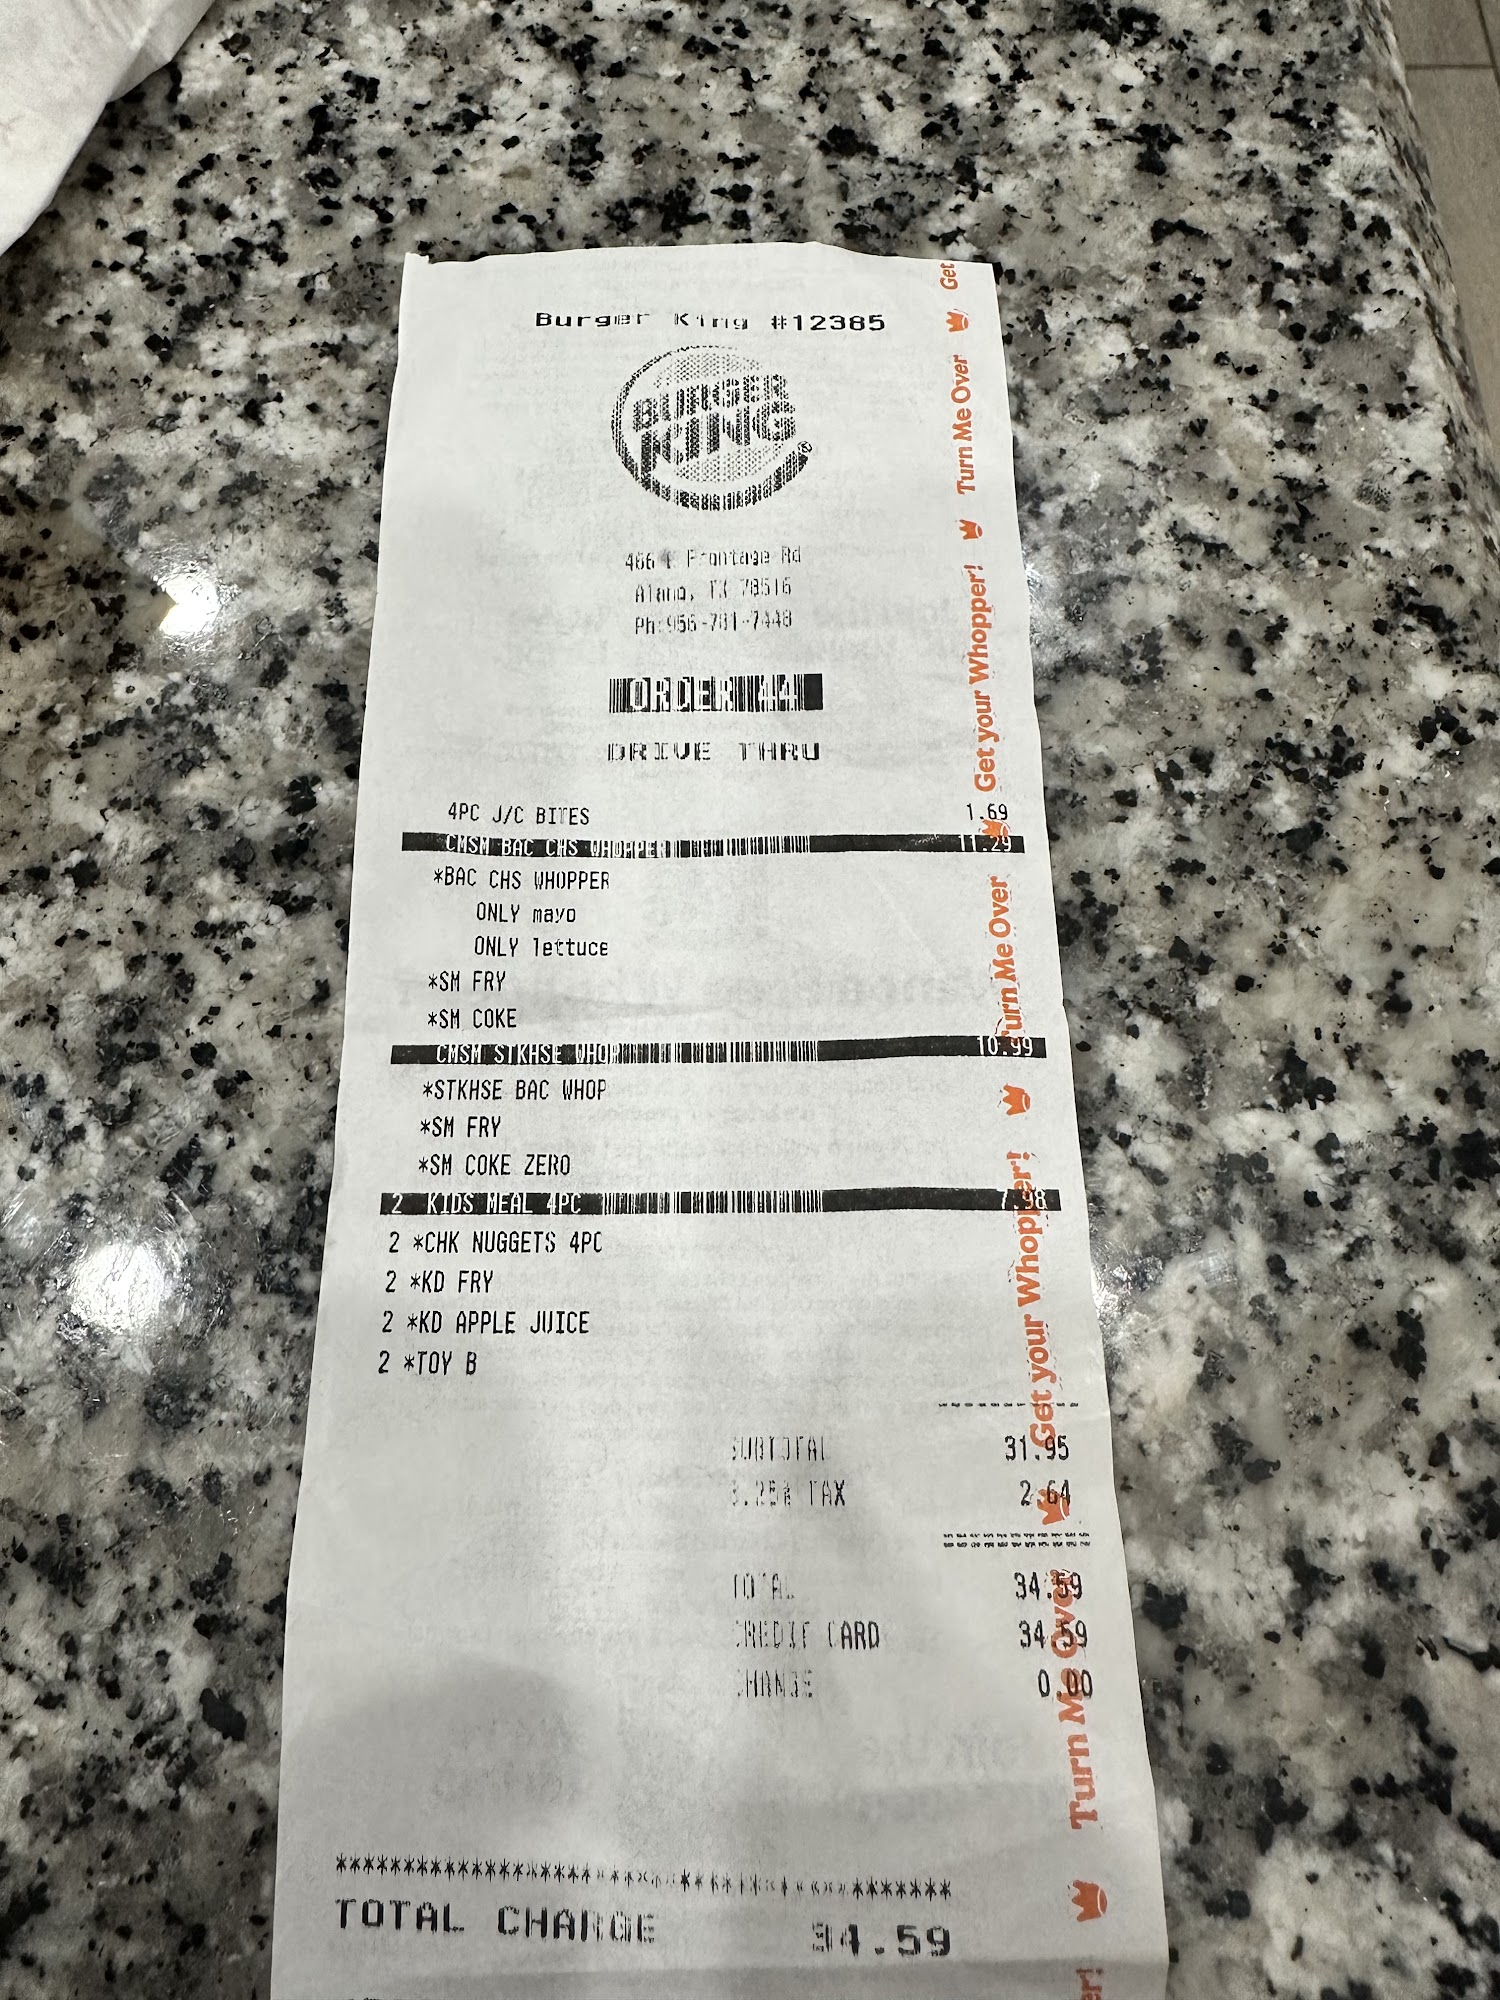 Burger King #12385
BURGER
KING®
Frontage Rd
Alamo, TX 78516
Ph:956-781-7448
ORDER 44
DRIVE THRU
4PC J/C BITES 1.69
CMSM BAC CHS WHOPPER 11.29
*BAC CHS WHOPPER
ONLY mayo
ONLY lettuce
*SM FRY
*SM COKE
CMSM STKHSE WHOP 10.99
*STKHSE BAC WHOP
*SM FRY
*SM COKE ZERO
2 KIDS MEAL 4PC 7.98
2 *CHK NUGGETS 4PC
2 *KD FRY
2 *KD APPLE JUICE
2 *TOY B
SUBTOTAL 31.95
8.25% TAX 2.64
TOTAL 34.59
CREDIT CARD 34.59
CHANGE 0.00
TOTAL CHARGE 34.59
Get
Turn Me Over
Get your Whopper!
Turn Me Over
Get your Whopper!
Turn Me Over
er!